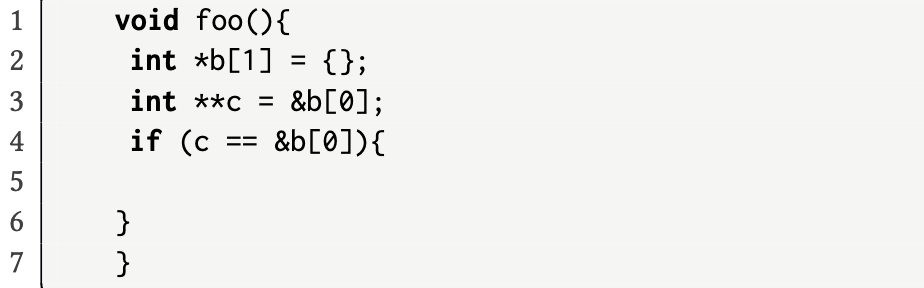 1 void foo(){
2 int *b[1] = {};
3 int **c = &b[0];
4 if (c == &b[0]){
5
6 }
7 }